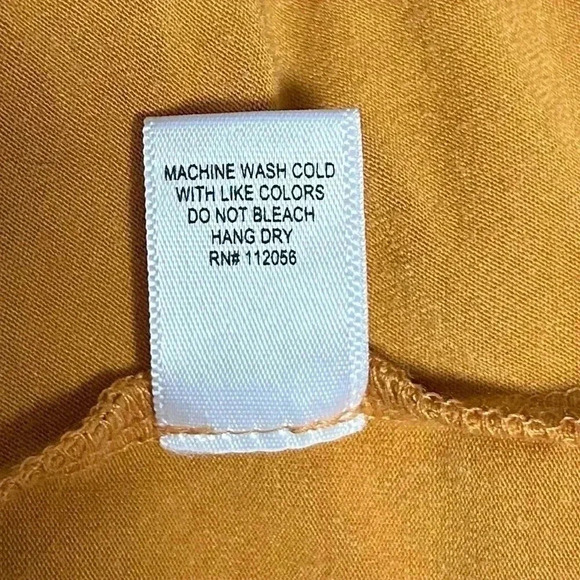 MACHINE WASH COLD
WITH LIKE COLORS
DO NOT BLEACH
HANG DRY
RN# 112056